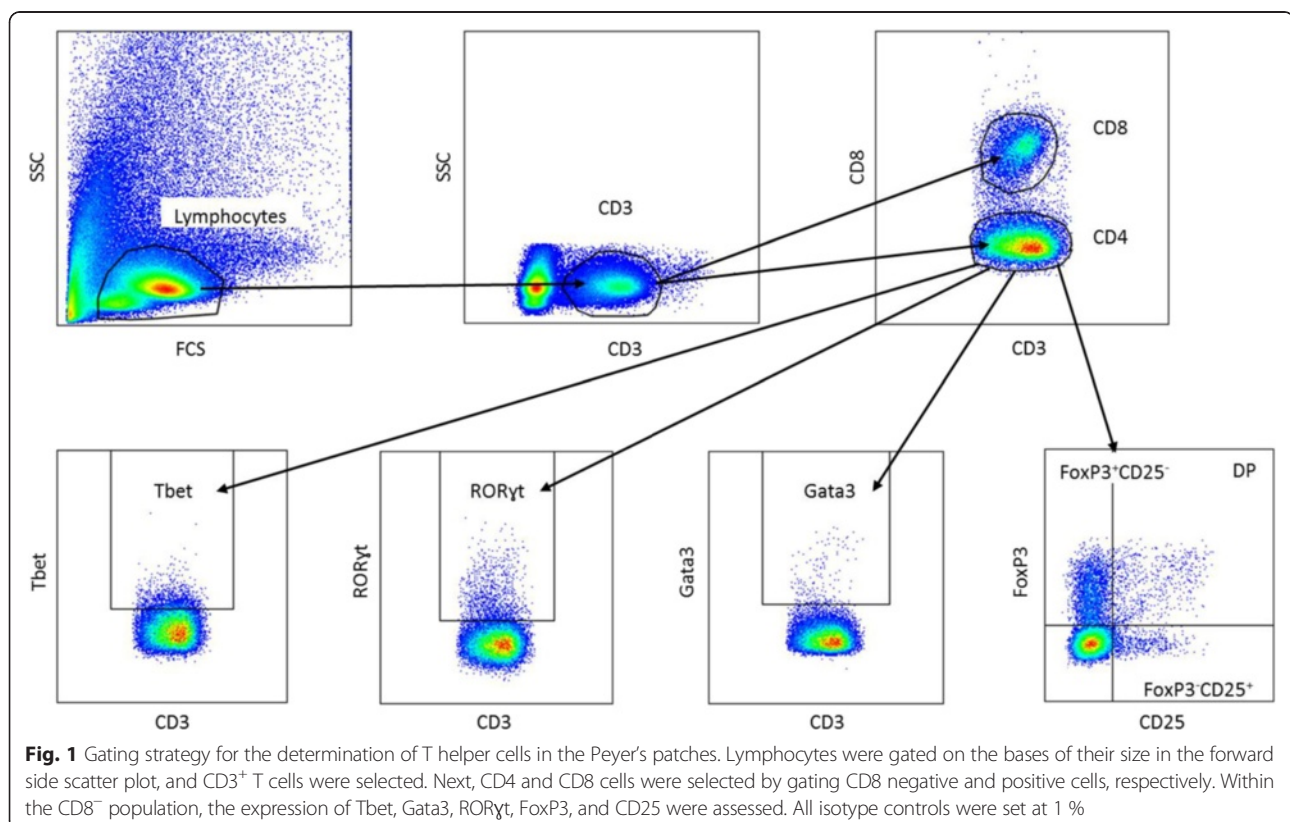 SSC
Lymphocytes
FCS
SSC
CD3
CD3
CD8
CD8
CD4
CD3
Tbet
Tbet
CD3
RORɣt
RORɣt
CD3
Gata3
Gata3
CD3
FoxP3⁺CD25⁻
DP
FoxP3
FoxP3⁻CD25⁺
CD25
Fig. 1 Gating strategy for the determination of T helper cells in the Peyer's patches. Lymphocytes were gated on the bases of their size in the forward
side scatter plot, and CD3⁺ T cells were selected. Next, CD4 and CD8 cells were selected by gating CD8 negative and positive cells, respectively. Within
the CD8⁻ population, the expression of Tbet, Gata3, RORɣt, FoxP3, and CD25 were assessed. All isotype controls were set at 1 %